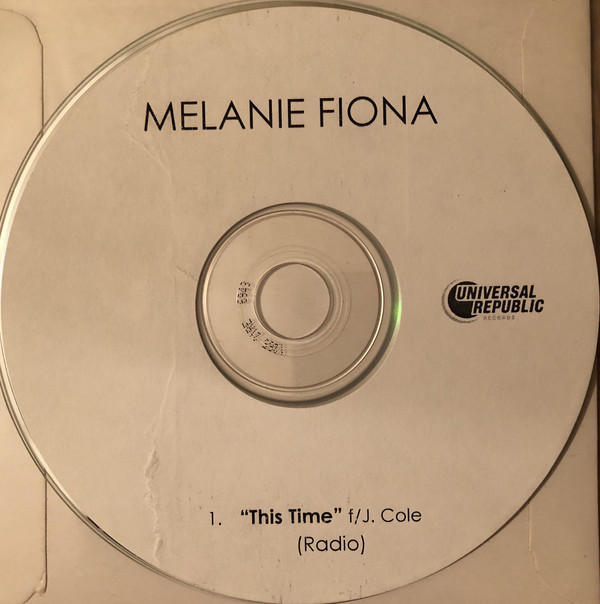 MELANIE FIONA
UNIVERSAL
REPUBLIC
RECORDS
1. “This Time” f/J. Cole
(Radio)